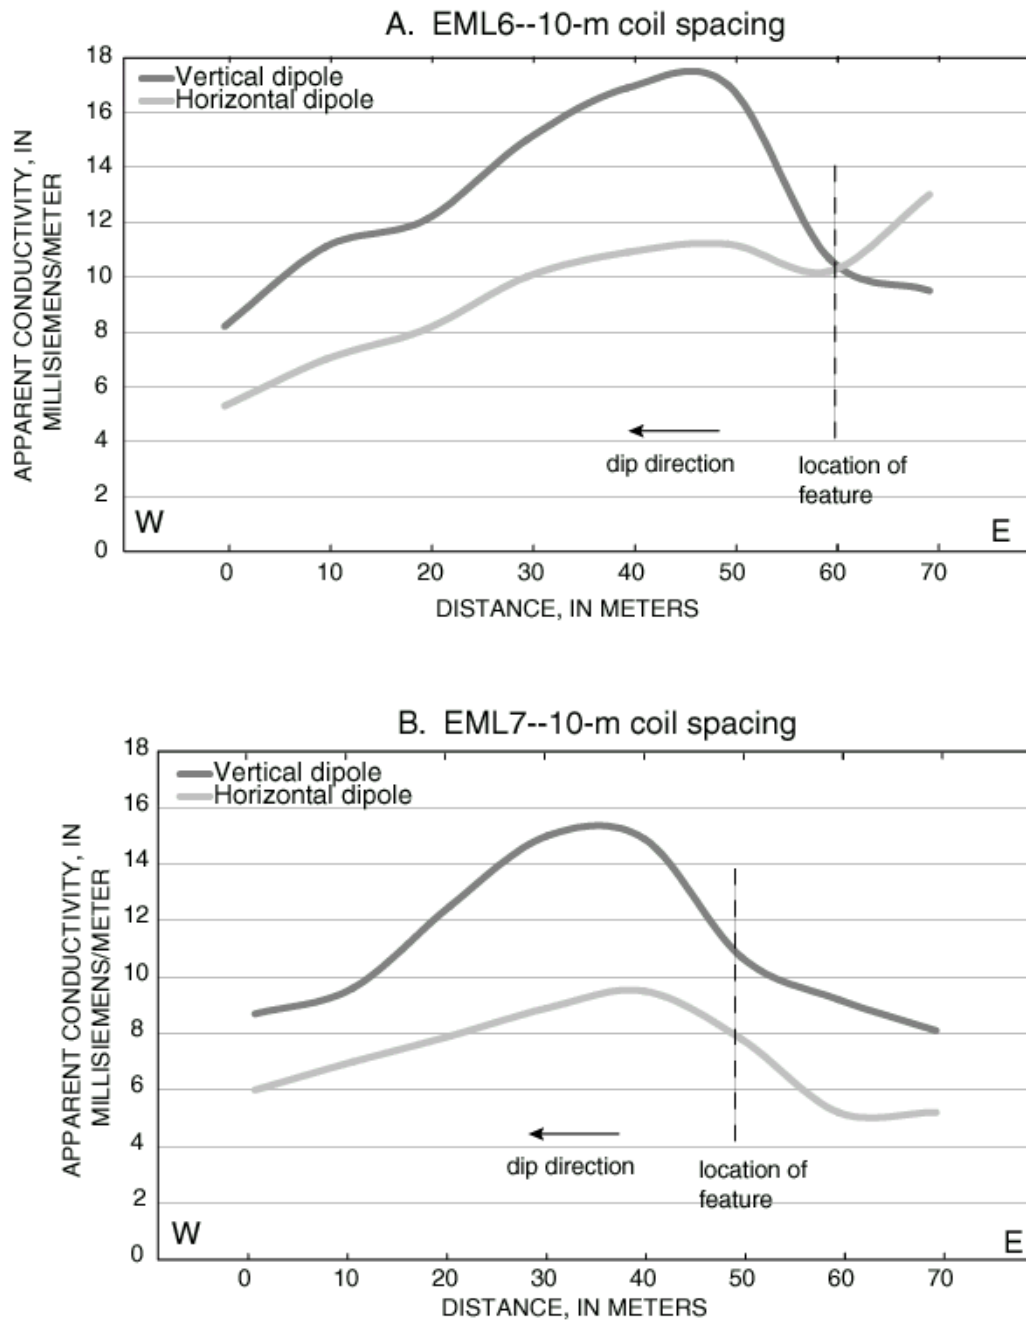 A. EML6--10-m coil spacing
18
Vertical dipole
Horizontal dipole
16
14
12
10
8
6
4
2
0
APPARENT CONDUCTIVITY, IN
MILLISIEMENS/METER
dip direction
location of
feature
W
E
0 10 20 30 40 50 60 70
DISTANCE, IN METERS
B. EML7--10-m coil spacing
18
Vertical dipole
Horizontal dipole
16
14
12
10
8
6
4
2
0
APPARENT CONDUCTIVITY, IN
MILLISIEMENS/METER
dip direction
location of
feature
W
E
0 10 20 30 40 50 60 70
DISTANCE, IN METERS